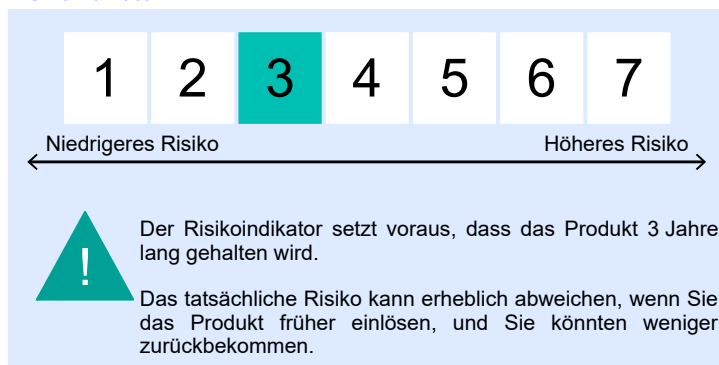 1 2 3 4 5 6 7
Niedrigeres Risiko Höheres Risiko
!
Der Risikoindikator setzt voraus, dass das Produkt 3 Jahre
lang gehalten wird.
Das tatsächliche Risiko kann erheblich abweichen, wenn Sie
das Produkt früher einlösen, und Sie könnten weniger
zurückbekommen.